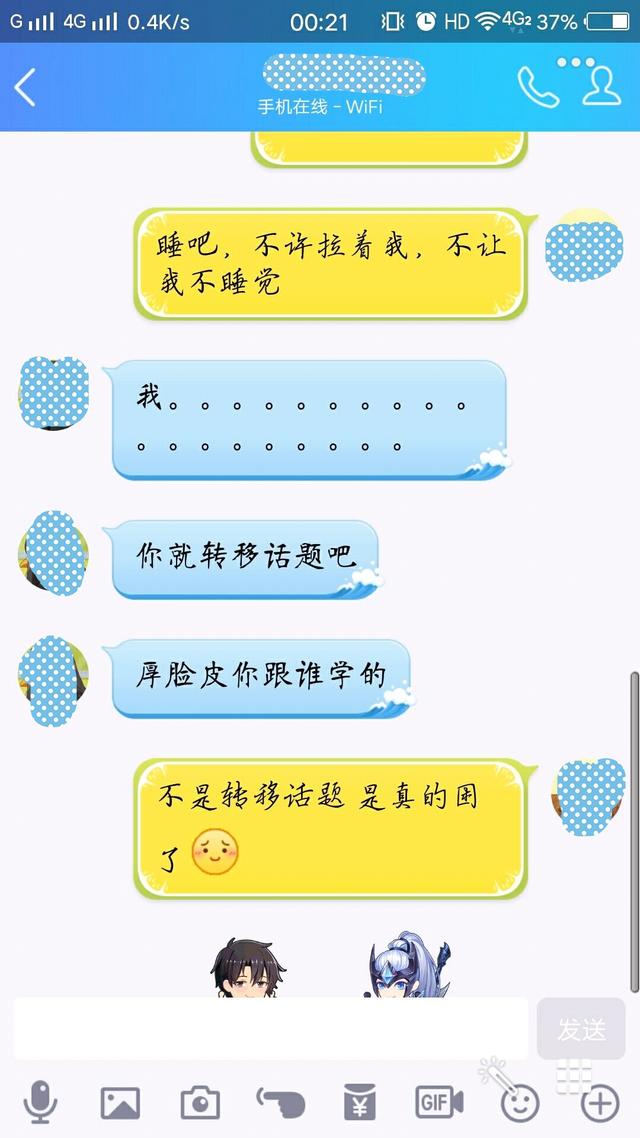 G 4G 0.4K/s 00:21 HD 4G2 37%
手机在线－WiFi
睡吧，不许拉着我，不让
我不睡觉
我。。。。。。。。。。
。。。。。。。。。
你就转移话题吧
厚脸皮你跟谁学的
不是转移话题 是真的困
了
发送
GIF